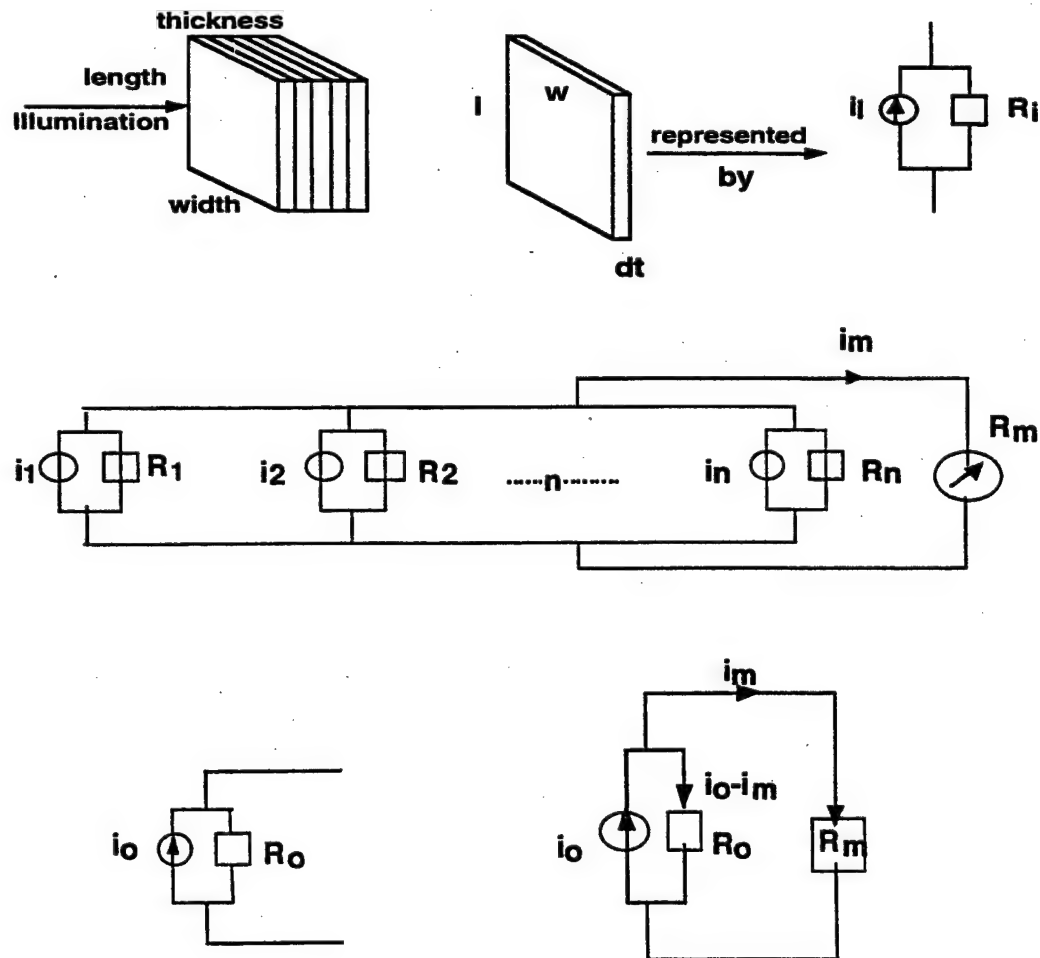 thickness
length
Illumination
width
l
w
dt
represented
by
iI
Ri
im
i1
R1
i2
R2
......n.........
in
Rn
Rm
io
Ro
im
io-im
io
Ro
Rm